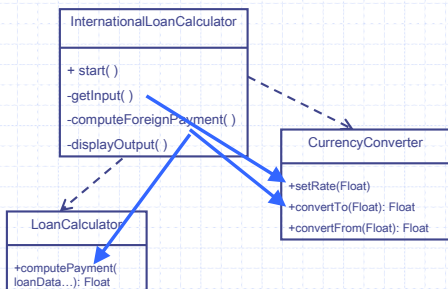 InternationalLoanCalculator
+ start( )
-getInput( )
-computeForeignPayment( )
-displayOutput( )
CurrencyConverter
+setRate(Float)
+convertTo(Float): Float
+convertFrom(Float): Float
LoanCalculator
+computePayment(
loanData...): Float